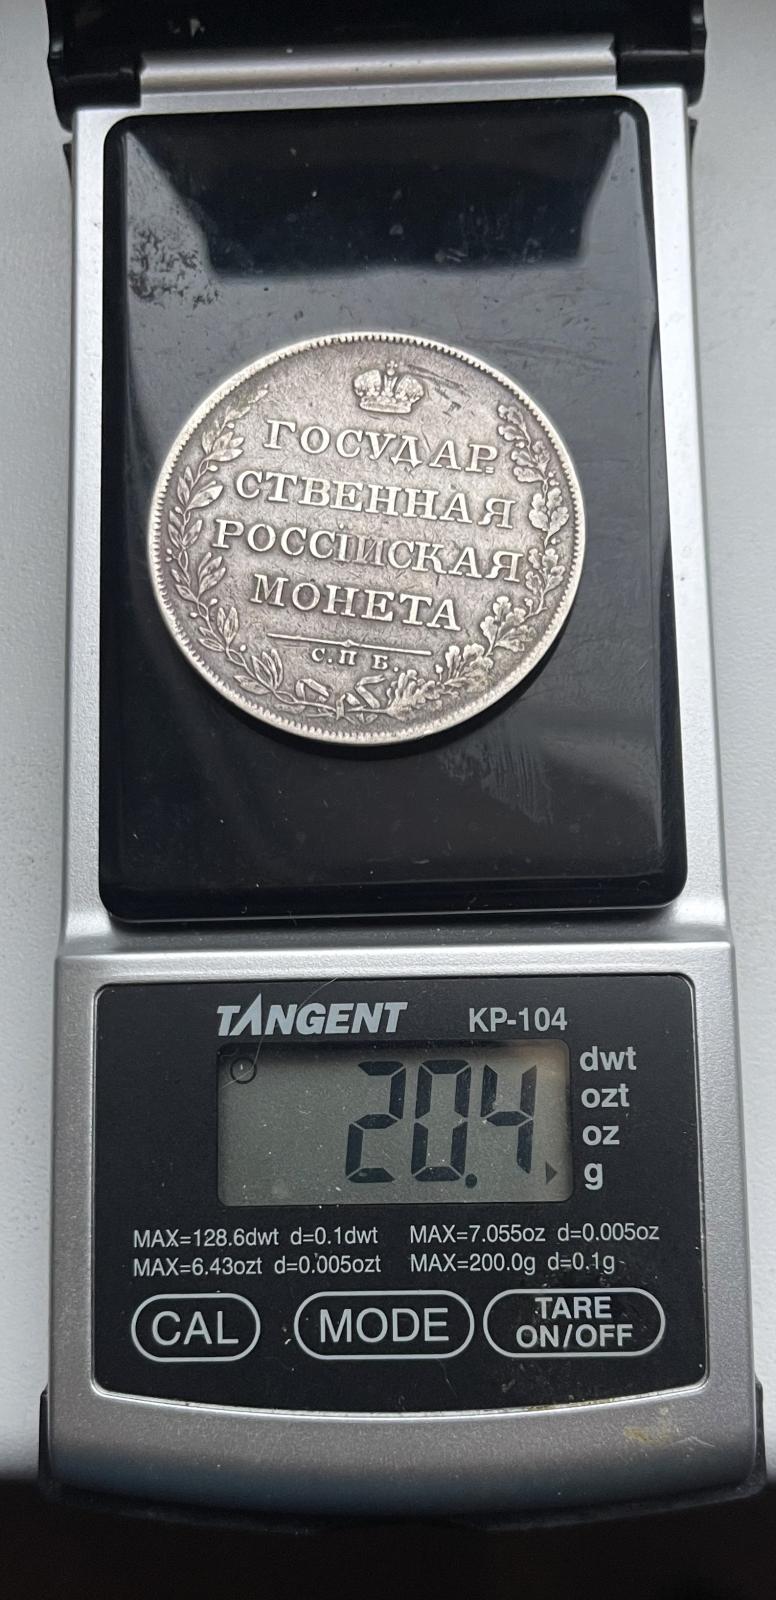 ГОСУДАР
СТВЕННАЯ
РОССІИСКАЯ
МОНЕТА
С.П Б.
TANGENT KP-104
20.4
dwt
ozt
oz
g
MAX=128.6dwt d=0.1dwt MAX=7.055oz d=0.005oz
MAX=6.43ozt d=0.005ozt MAX=200.0g d=0.1g
CAL MODE TARE ON/OFF